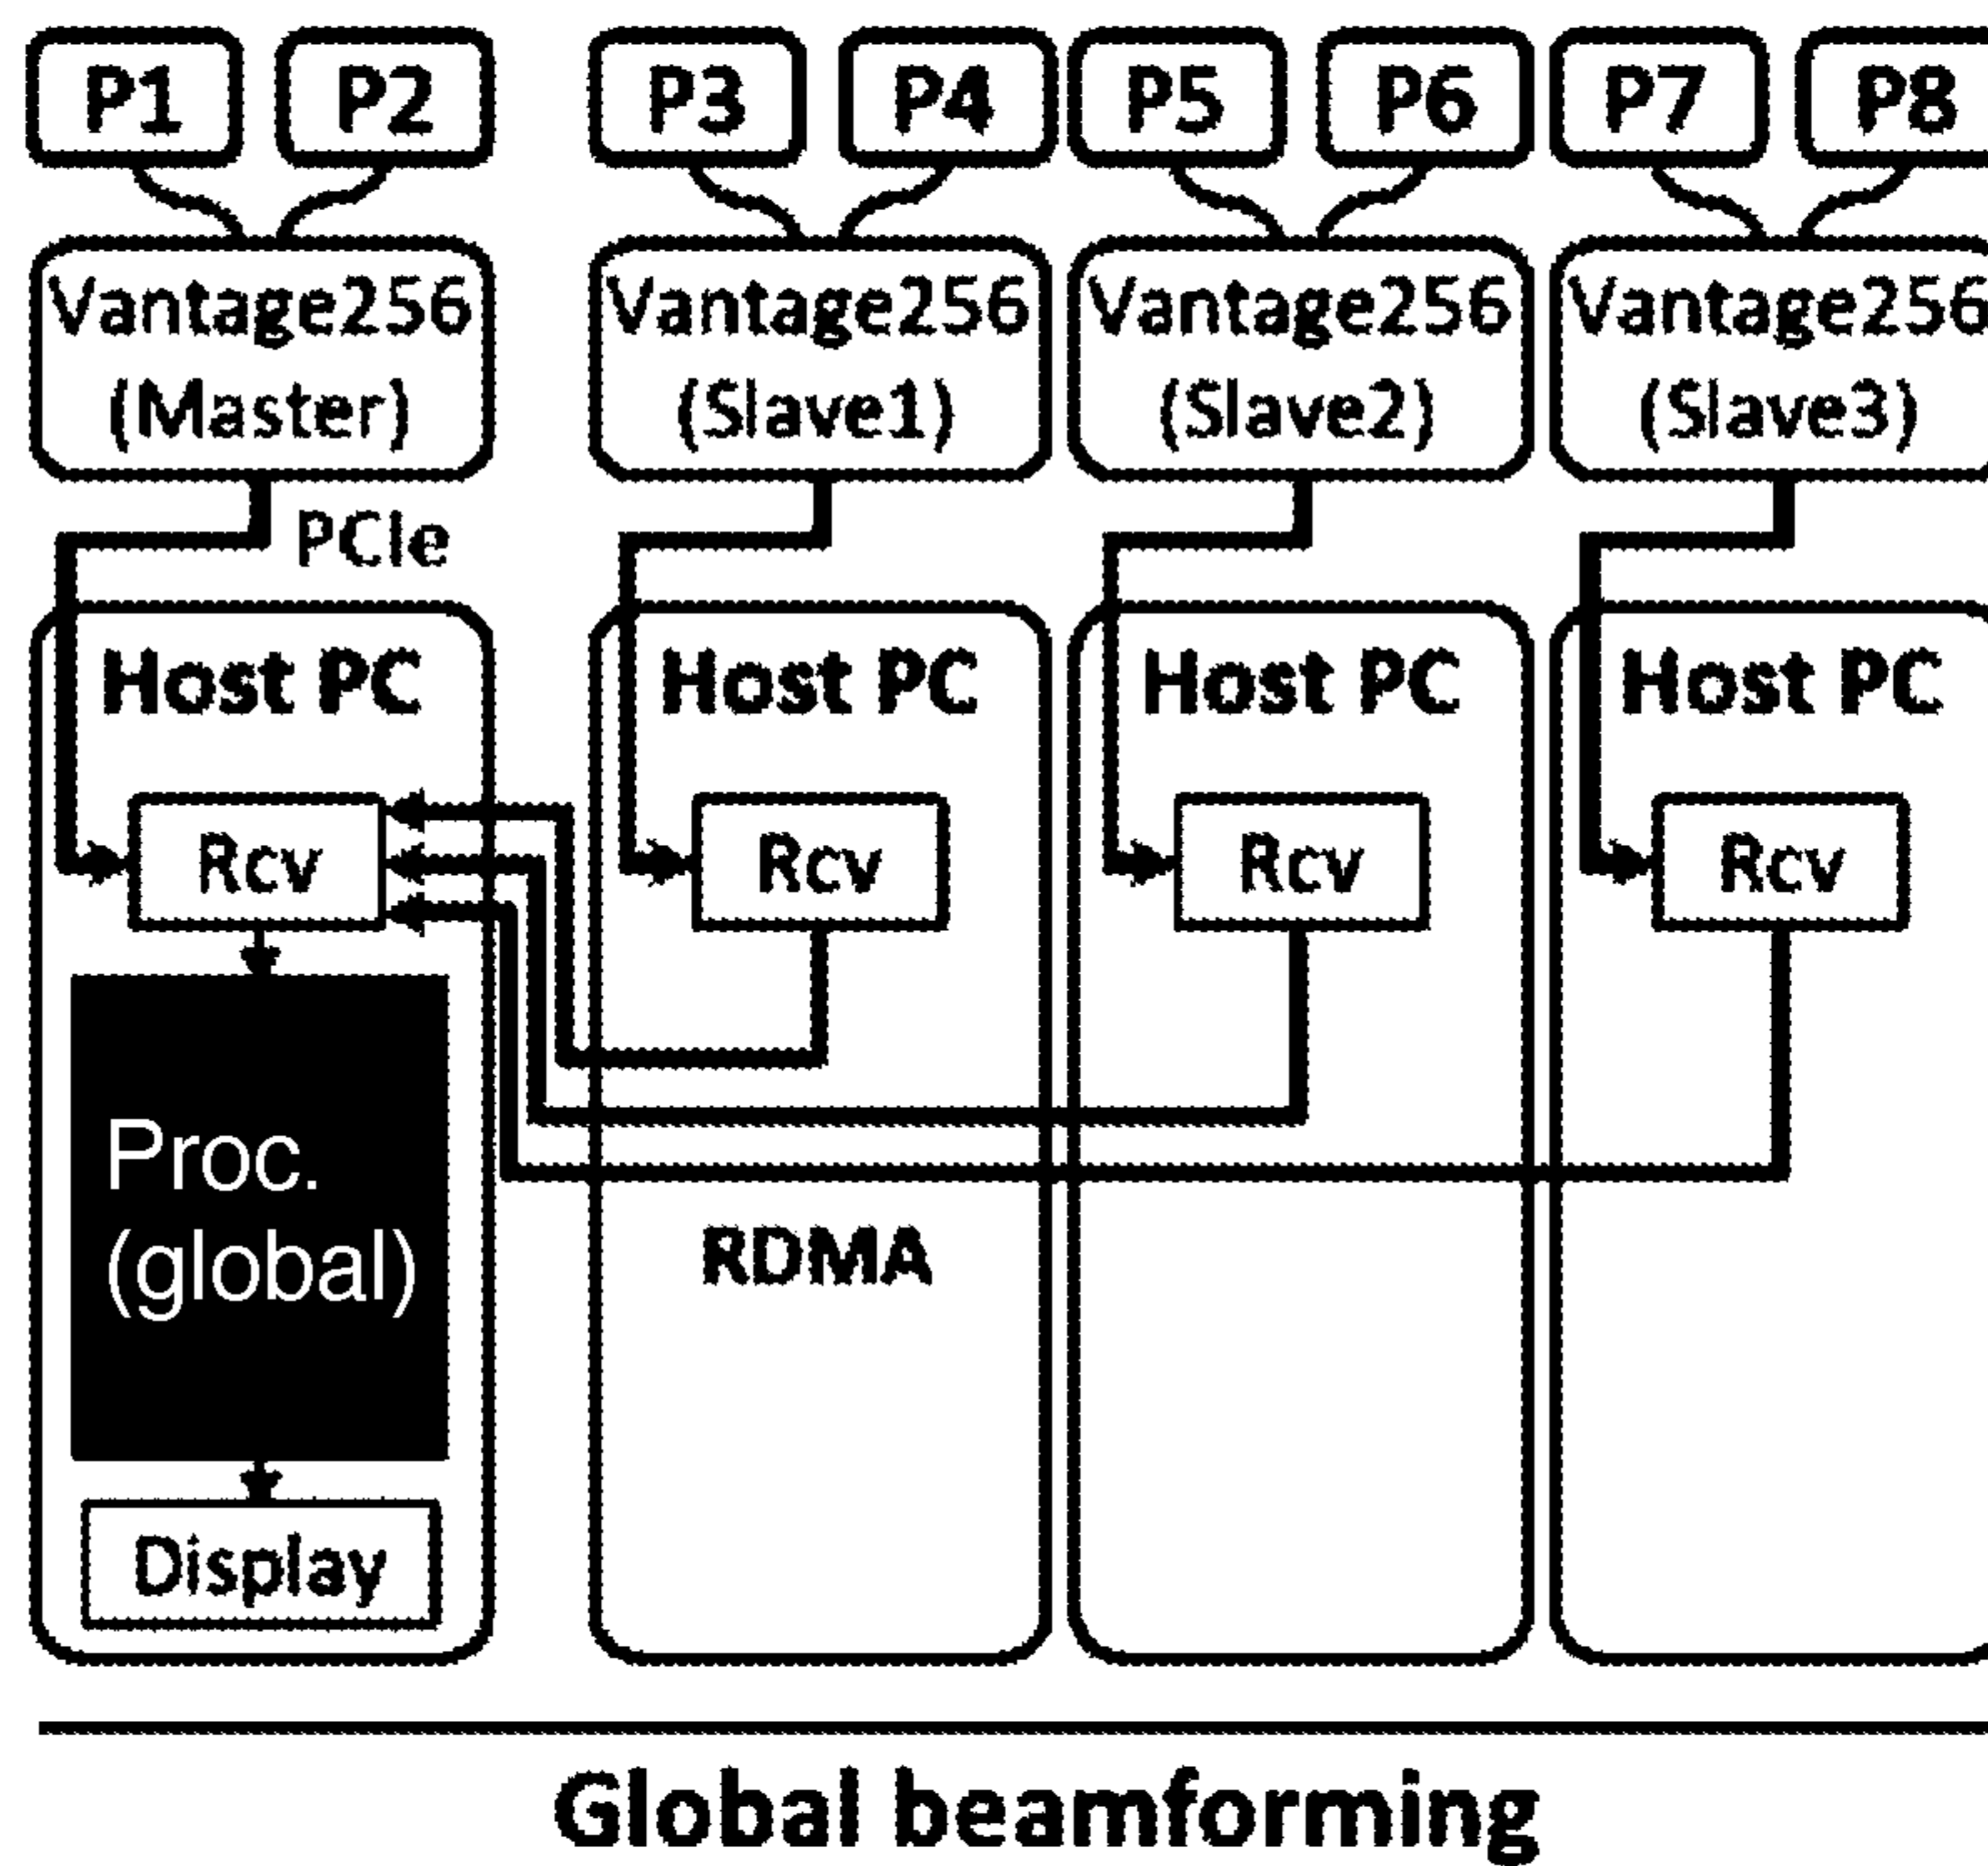 P1 P2 P3 P4 P5 P6 P7 P8
Vantage256 Vantage256 Vantage256 Vantage256
(Master) (Slave1) (Slave2) (Slave3)
PCIe
Host PC Host PC Host PC Host PC
Rcv Rcv Rcv Rcv
Proc.
(global)
RDMA
Display
Global beamforming